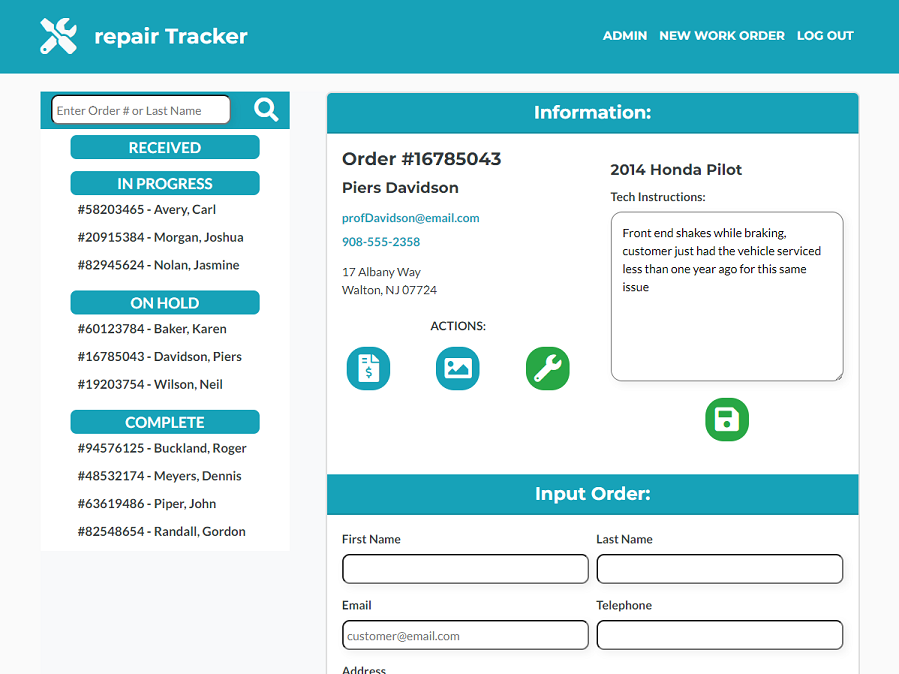 repair Tracker
ADMIN NEW WORK ORDER LOG OUT
Enter Order # or Last Name
RECEIVED
IN PROGRESS
#58203465 - Avery, Carl
#20915384 - Morgan, Joshua
#82945624 - Nolan, Jasmine
ON HOLD
#60123784 - Baker, Karen
#16785043 - Davidson, Piers
#19203754 - Wilson, Neil
COMPLETE
#94576125 - Buckland, Roger
#48532174 - Meyers, Dennis
#63619486 - Piper, John
#82548654 - Randall, Gordon
Information:
Order #16785043
Piers Davidson
profDavidson@email.com
908-555-2358
17 Albany Way
Walton, NJ 07724
ACTIONS:
$
2014 Honda Pilot
Tech Instructions:
Front end shakes while braking,
customer just had the vehicle serviced
less than one year ago for this same
issue
Input Order:
First Name
Last Name
Email
Telephone
customer@email.com
Address